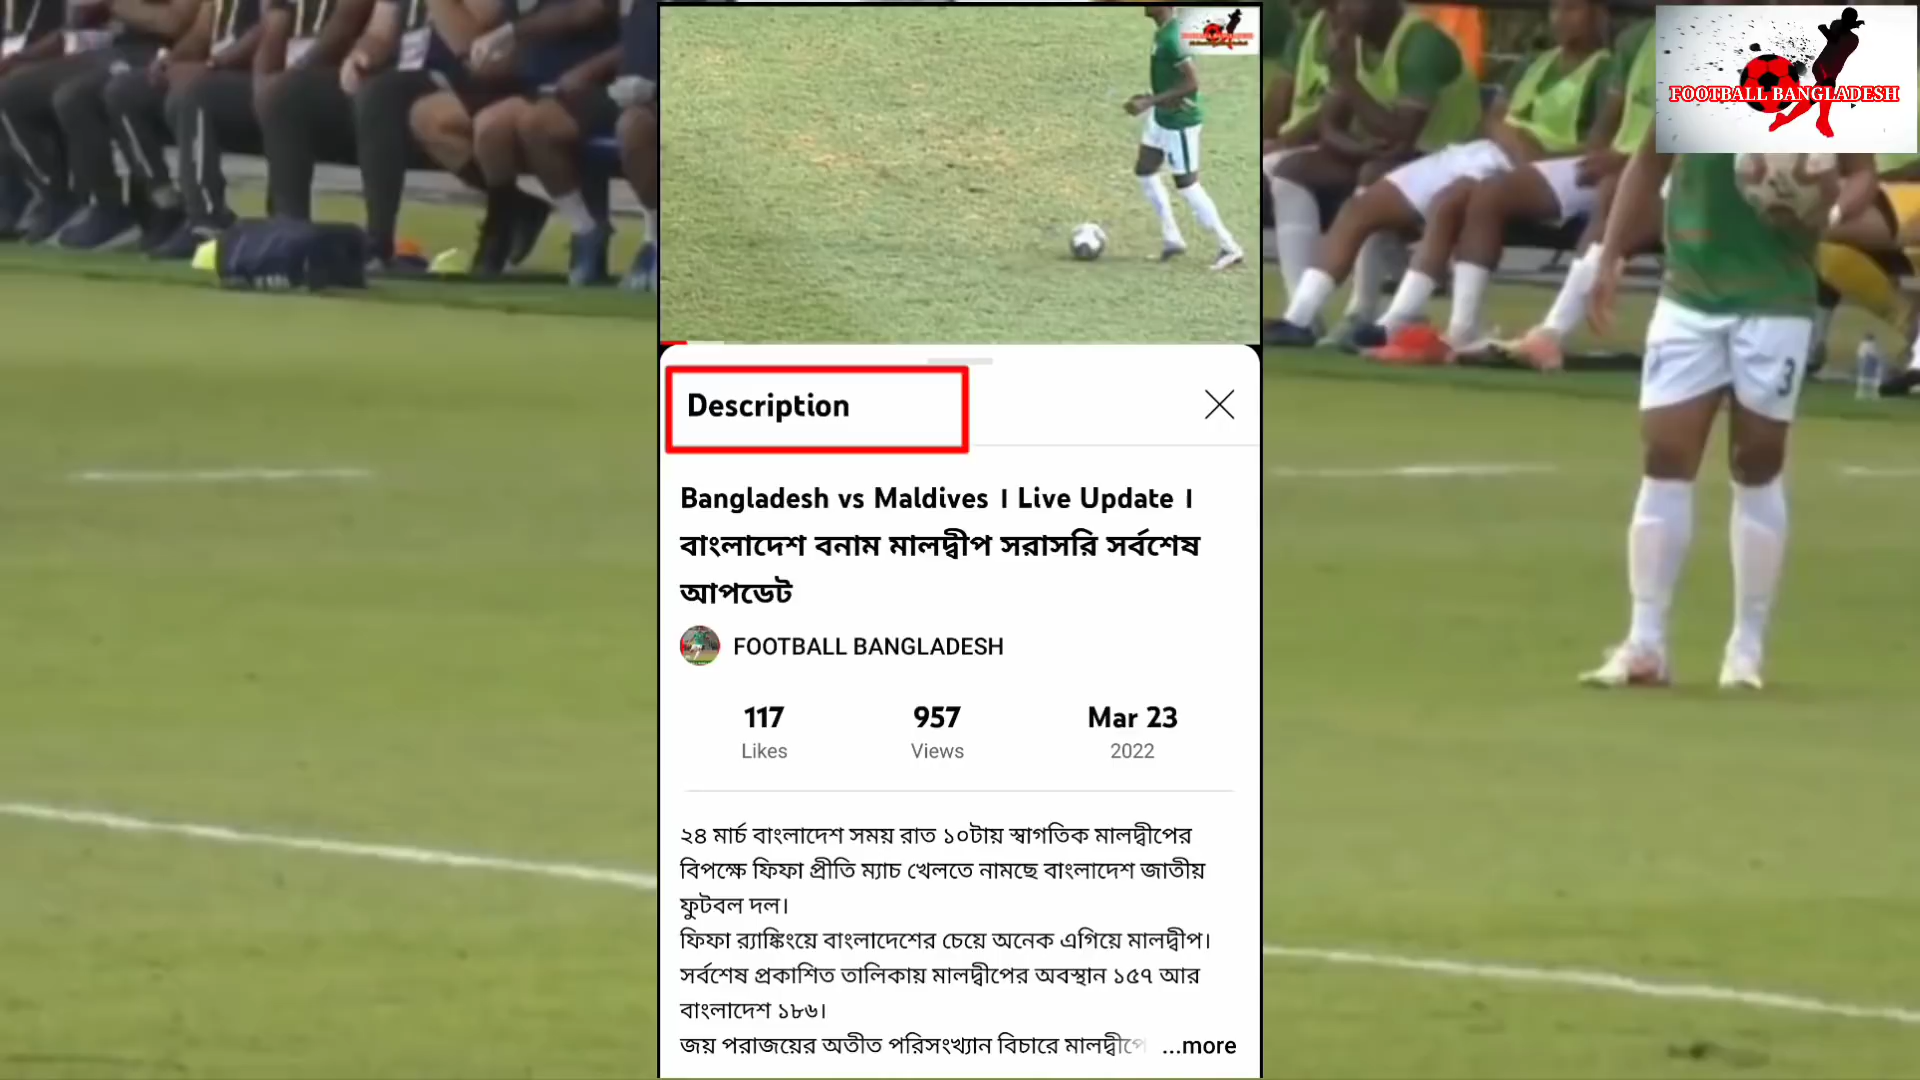 FOOTBALL BANGLADESH
Description
Bangladesh vs Maldives । Live Update ।
বাংলাদেশ বনাম মালদ্বীপ সরাসরি সর্বশেষ
আপডেট
FOOTBALL BANGLADESH
117 957 Mar 23
Likes Views 2022
২৪ মার্চ বাংলাদেশ সময় রাত ১০টায় স্বাগতিক মালদ্বীপের
বিপক্ষে ফিফা প্রীতি ম্যাচ খেলতে নামছে বাংলাদেশ জাতীয়
ফুটবল দল।
ফিফা র‍্যাঙ্কিংয়ে বাংলাদেশের চেয়ে অনেক এগিয়ে মালদ্বীপ।
সর্বশেষ প্রকাশিত তালিকায় মালদ্বীপের অবস্থান ১৫৭ আর
বাংলাদেশ ১৮৬।
জয় পরাজয়ের অতীত পরিসংখ্যান বিচারে মালদ্বীপে ...more
3